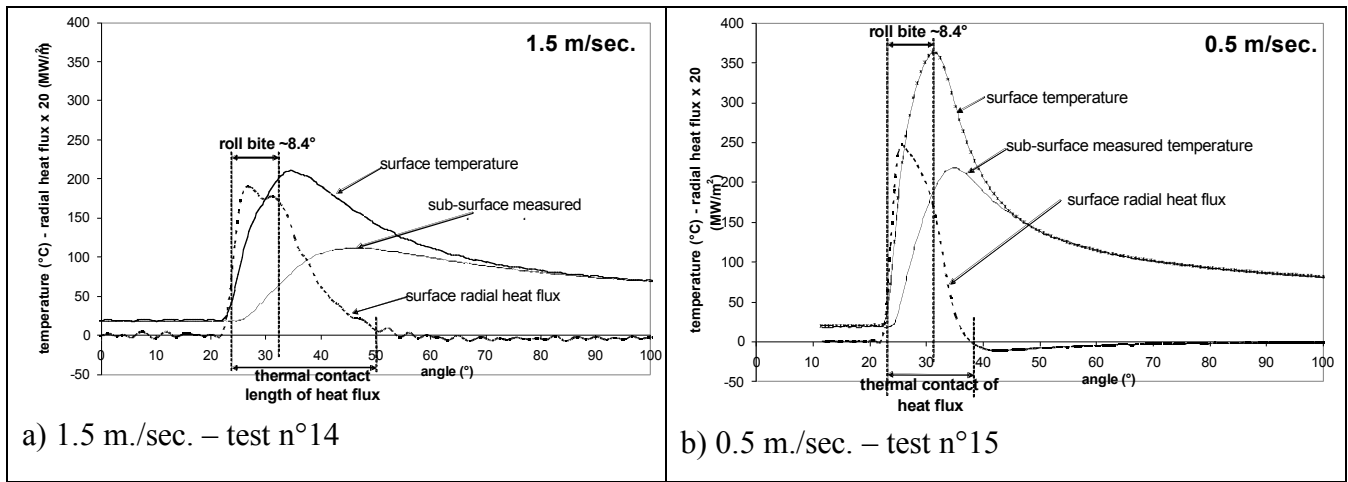 temperature (°C) - radial heat flux x 20 (MW/m²)
400
350
300
250
200
150
100
50
0
-50
1.5 m/sec.
roll bite ~8.4°
surface temperature
sub-surface measured
surface radial heat flux
0 10 20 30 40 50 60 70 80 90 100
thermal contact
length of heat flux
angle (°)
a) 1.5 m./sec. – test n°14
temperature (°C) - radial heat flux x 20
(MW/m²)
400
350
300
250
200
150
100
50
0
-50
roll bite ~8.4°
0.5 m/sec.
surface temperature
sub-surface measured temperature
surface radial heat flux
0 10 20 30 40 50 60 70 80 90 100
thermal contact of
heat flux
angle (°)
b) 0.5 m./sec. – test n°15